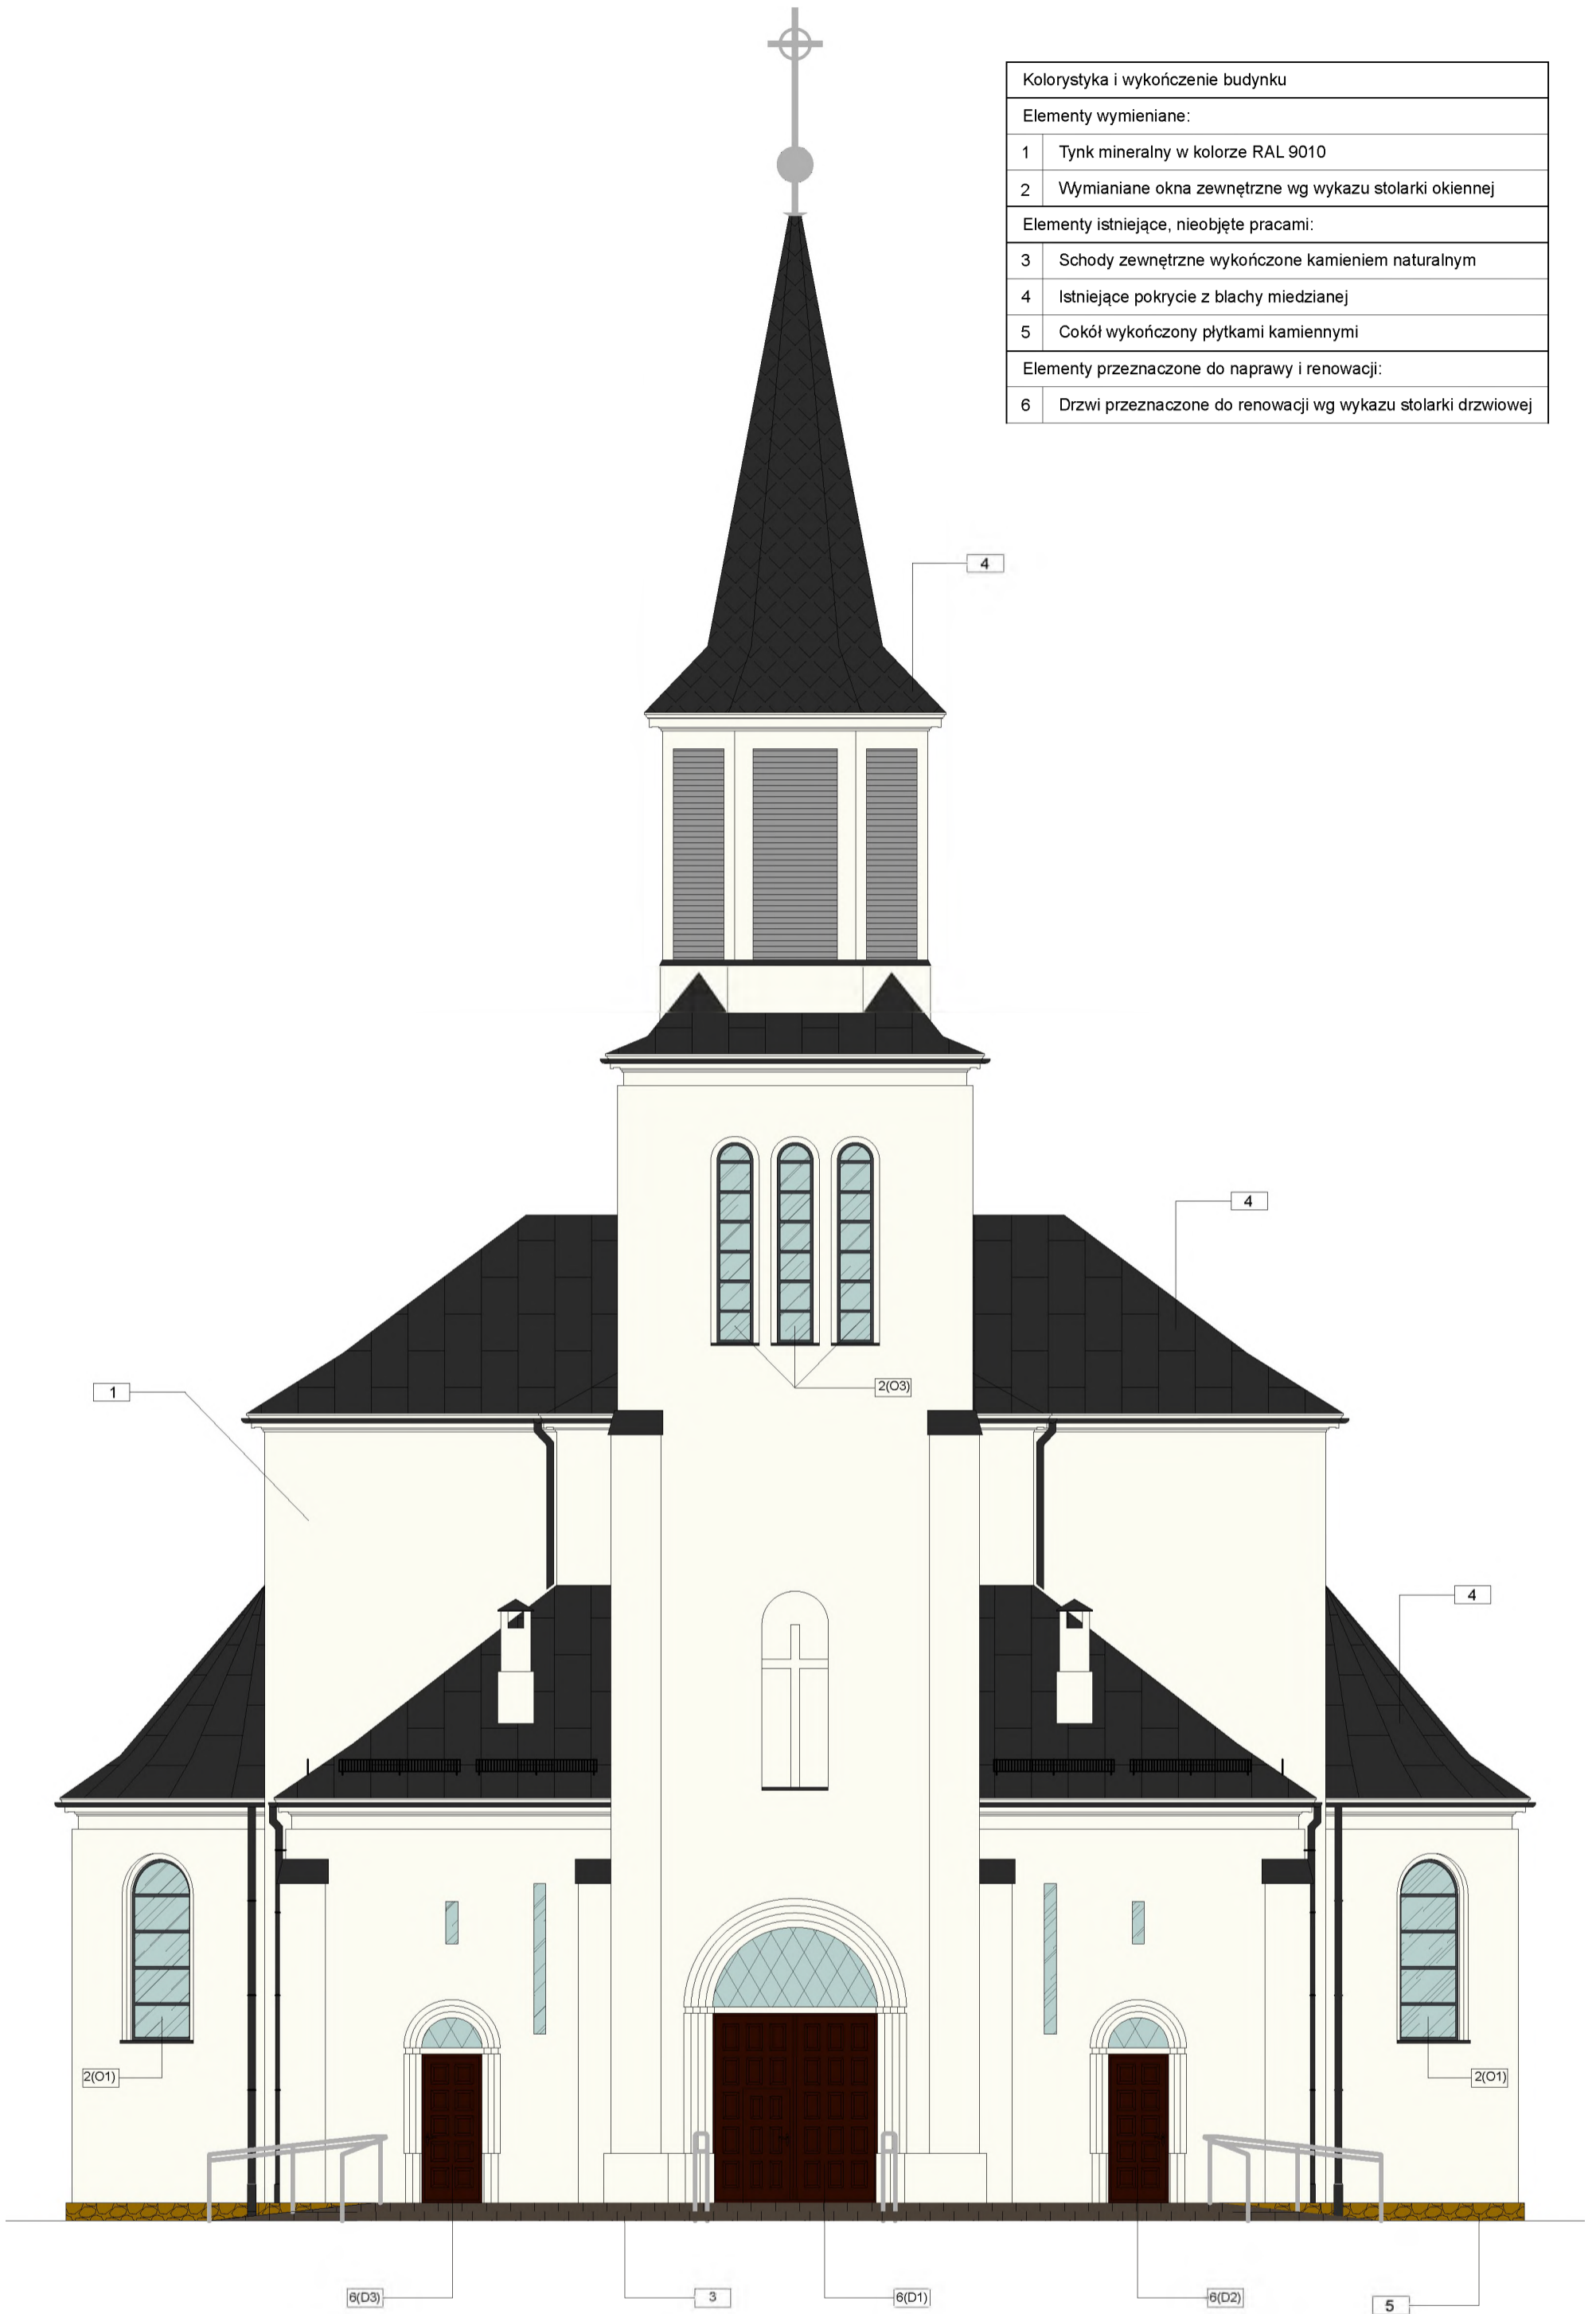 Kolorystyka i wykończenie budynku
Elementy wymieniane:
1 Tynk mineralny w kolorze RAL 9010
2 Wymianiane okna zewnętrzne wg wykazu stolarki okiennej
Elementy istniejące, nieobjęte pracami:
3 Schody zewnętrzne wykończone kamieniem naturalnym
4 Istniejące pokrycie z blachy miedzianej
5 Cokół wykończony płytkami kamiennymi
Elementy przeznaczone do naprawy i renowacji:
6 Drzwi przeznaczone do renowacji wg wykazu stolarki drzwiowej
4
4
2(O3)
1
4
2(O1)
2(O1)
6(D3)
3
6(D1)
6(D2)
5